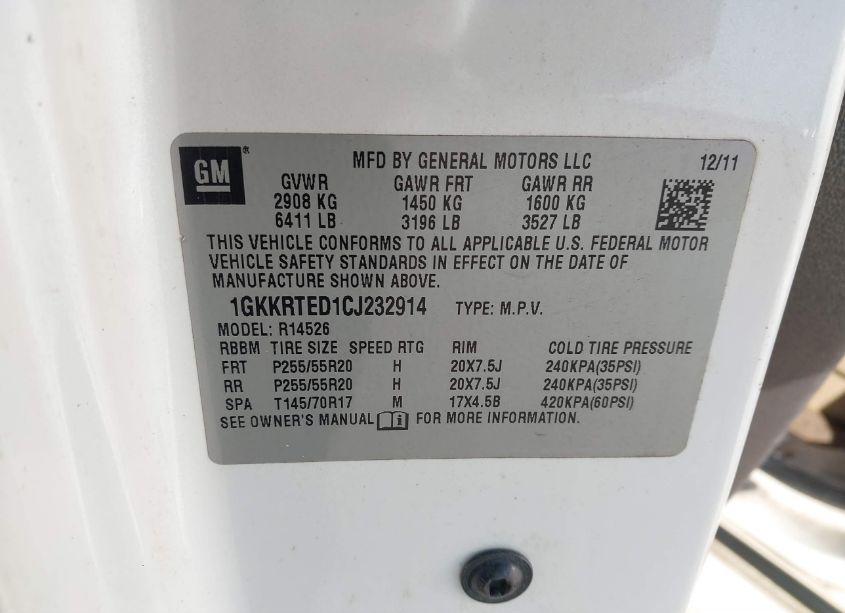 GM
MFD BY GENERAL MOTORS LLC 12/11
GVWR GAWR FRT GAWR RR
2908 KG 1450 KG 1600 KG
6411 LB 3196 LB 3527 LB
THIS VEHICLE CONFORMS TO ALL APPLICABLE U.S. FEDERAL MOTOR
VEHICLE SAFETY STANDARDS IN EFFECT ON THE DATE OF
MANUFACTURE SHOWN ABOVE.
1GKKRTED1CJ232914 TYPE: M.P.V.
MODEL: R14526
RBBM TIRE SIZE SPEED RTG RIM COLD TIRE PRESSURE
FRT P255/55R20 H 20X7.5J 240KPA(35PSI)
RR P255/55R20 H 20X7.5J 240KPA(35PSI)
SPA T145/70R17 M 17X4.5B 420KPA(60PSI)
SEE OWNER'S MANUAL FOR MORE INFORMATION.